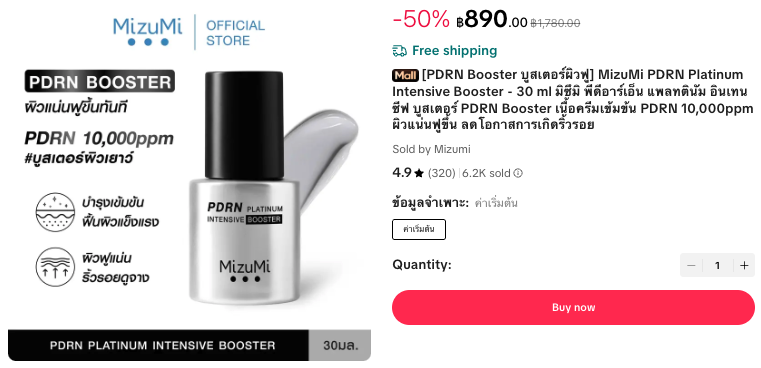 MizuMi
OFFICIAL
STORE
PDRN BOOSTER
ผิวแน่นฟูขึ้นทันที
PDRN 10,000ppm
#บูสเตอร์ผิวเยาว์
บำรุงเข้มข้น
ฟื้นผิวแข็งแรง
ผิวฟูแน่น
ริ้วรอยดูจาง
PDRN PLATINUM
INTENSIVE BOOSTER
MizuMi
PDRN PLATINUM INTENSIVE BOOSTER
30มล.
-50% ฿890.00 ฿1,780.00
Free shipping
Mall [PDRN Booster บูสเตอร์ผิวฟู] MizuMi PDRN Platinum
Intensive Booster - 30 ml มิซึมิ พีดีอาร์เอ็น แพลทตินัม อินเทน
ซีฟ บูสเตอร์ PDRN Booster เนื้อครีมเข้มข้น PDRN 10,000ppm
ผิวแน่นฟูขึ้น ลดโอกาสการเกิดริ้วรอย
Sold by Mizumi
4.9 ★ (320) | 6.2K sold
ข้อมูลจำเพาะ: ค่าเริ่มต้น
ค่าเริ่มต้น
Quantity:
− 1 +
Buy now